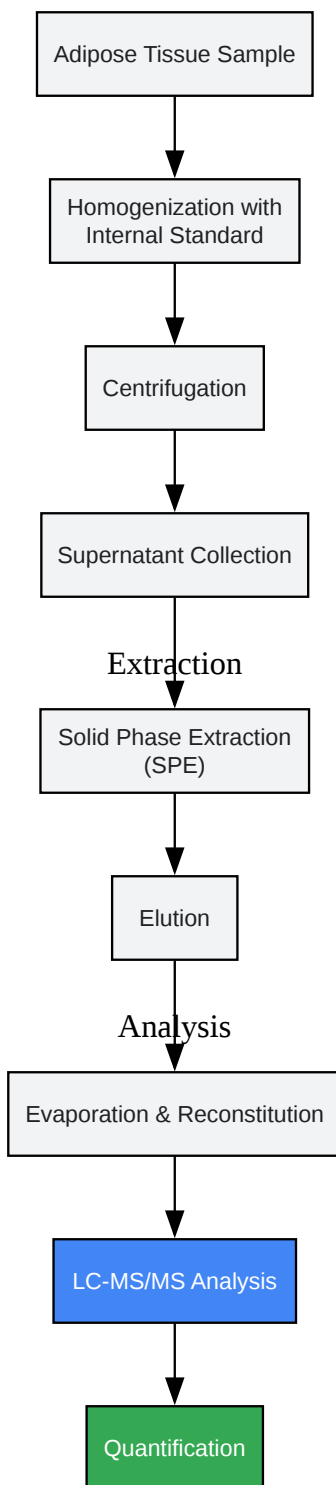 Adipose Tissue Sample
Homogenization with
Internal Standard
Centrifugation
Supernatant Collection
Extraction
Solid Phase Extraction
(SPE)
Elution
Analysis
Evaporation & Reconstitution
LC-MS/MS Analysis
Quantification